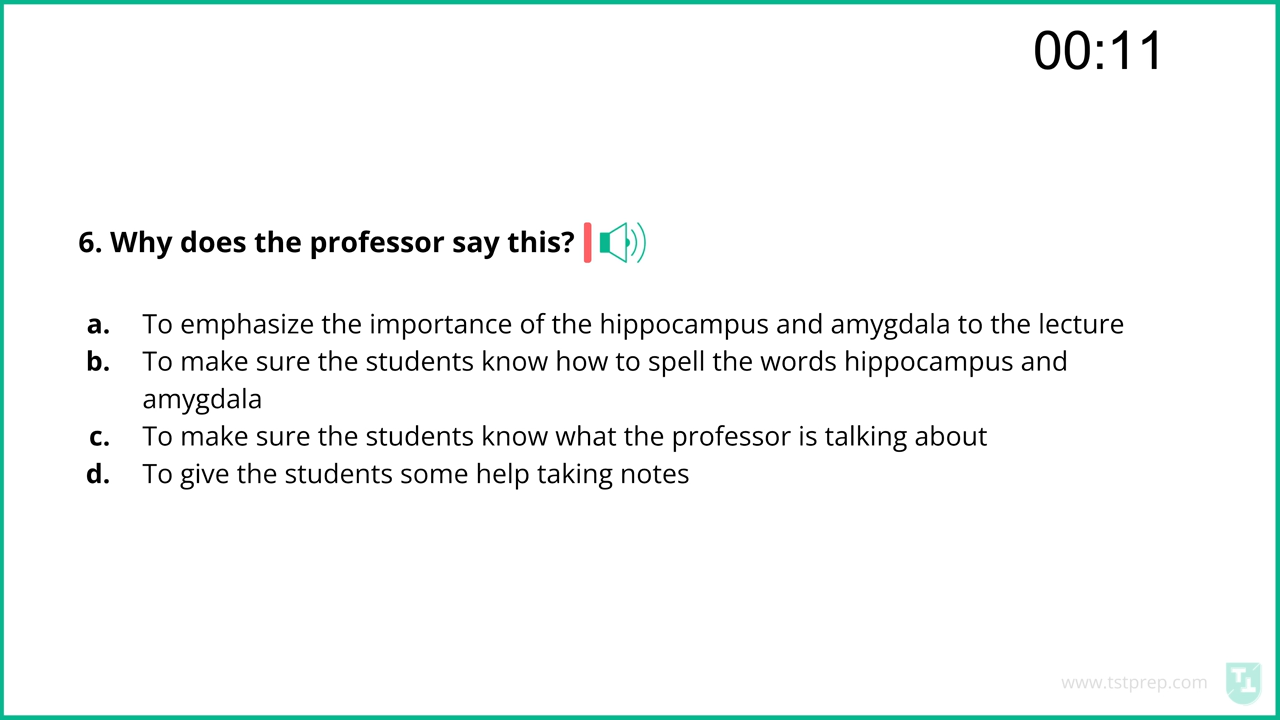 00:11
6. Why does the professor say this?
a. To emphasize the importance of the hippocampus and amygdala to the lecture
b. To make sure the students know how to spell the words hippocampus and
amygdala
c. To make sure the students know what the professor is talking about
d. To give the students some help taking notes
www.tstprep.com